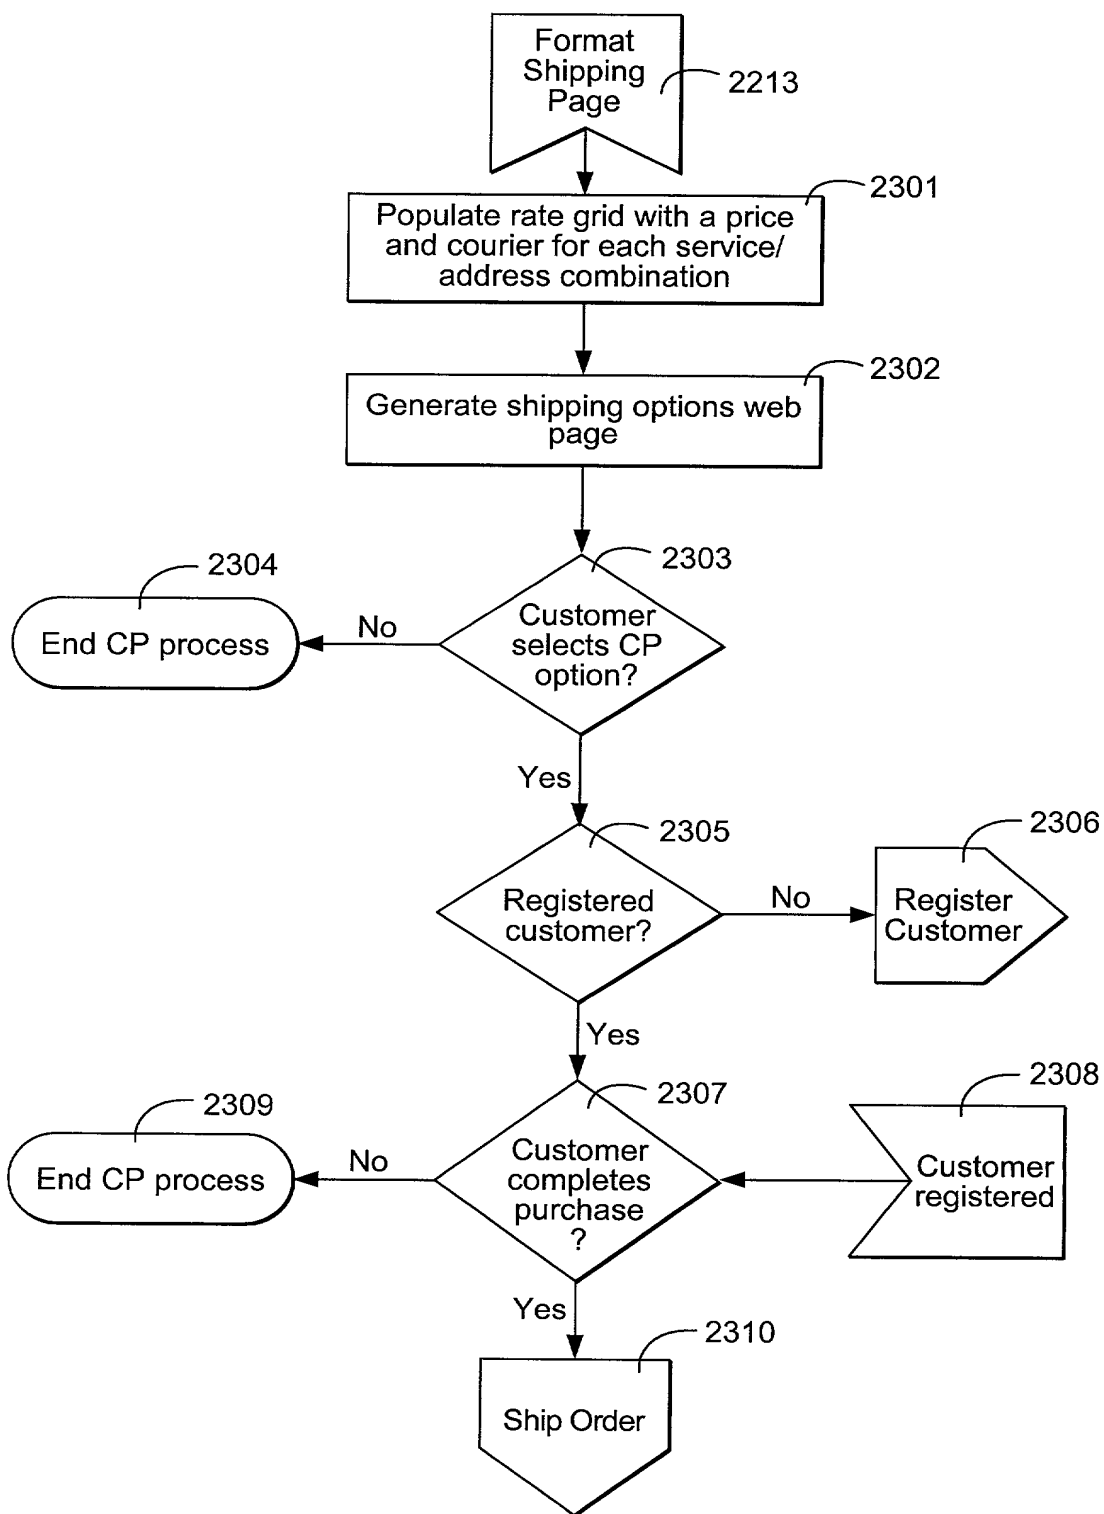 Format
Shipping
Page
2213
2301
Populate rate grid with a price
and courier for each service/
address combination
2302
Generate shipping options web
page
2303
2304
Customer
selects CP
option?
No
End CP process
Yes
2305
2306
Registered
customer?
No
Register
Customer
Yes
2307
2308
2309
Customer
completes
purchase
?
No
End CP process
Customer
registered
Yes
2310
Ship Order